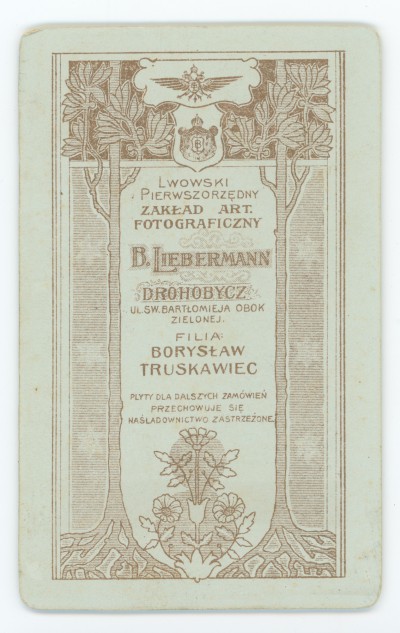 LWOWSKI
PIERWSZORZĘDNY
ZAKŁAD ART.
FOTOGRAFICZNY
B. LIEBERMANN
DROHOBYCZ
UL. ŚW. BARTŁOMIEJA OBOK
ZIELONEJ.
FILIA:
BORYSŁAW
TRUSKAWIEC
PŁYTY DLA DALSZYCH ZAMÓWIEŃ
PRZECHOWUJE SIĘ
NAŚLADOWNICTWO ZASTRZEŻONE